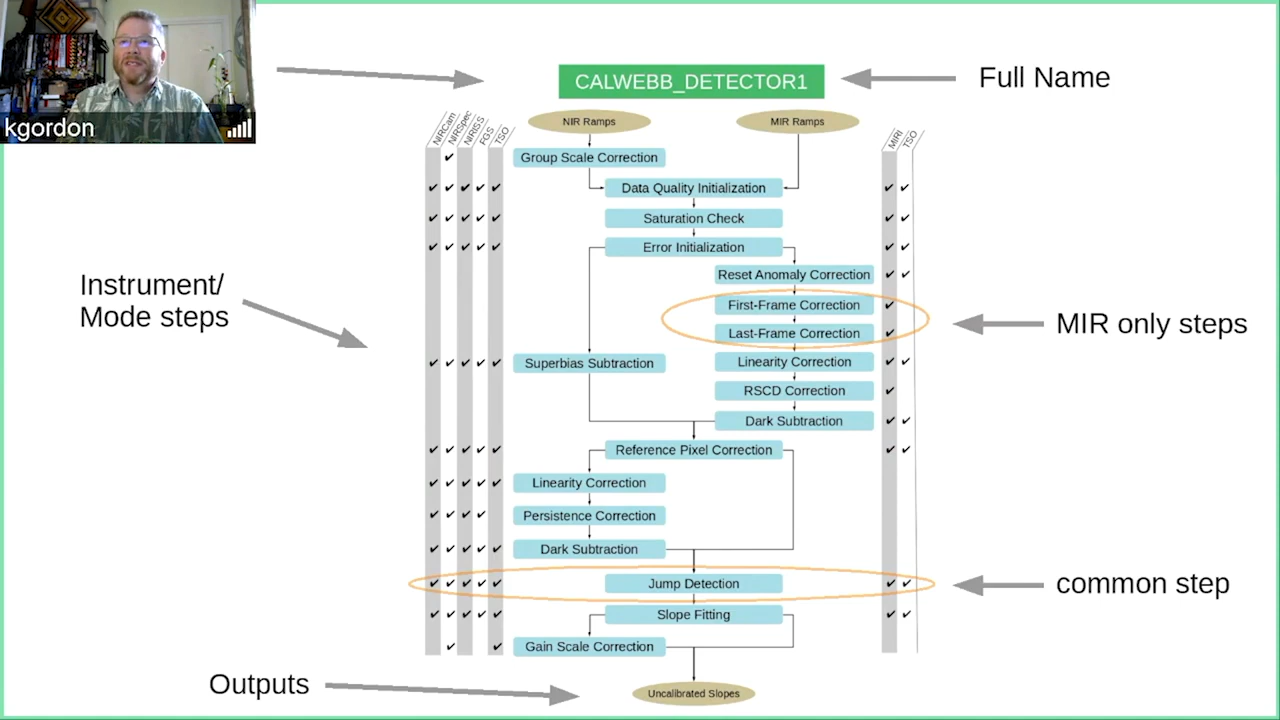 kgordon
CALWEBB_DETECTOR1
Full Name
NIRCam
NIRSpec
NIRISS
FGS
TSO
NIR Ramps
MIR Ramps
MIRI
TSO
Group Scale Correction
Data Quality Initialization
Saturation Check
Error Initialization
Reset Anomaly Correction
First-Frame Correction
Last-Frame Correction
Instrument/
Mode steps
MIR only steps
Superbias Subtraction
Linearity Correction
RSCD Correction
Dark Subtraction
Reference Pixel Correction
Linearity Correction
Persistence Correction
Dark Subtraction
Jump Detection
common step
Slope Fitting
Gain Scale Correction
Outputs
Uncalibrated Slopes